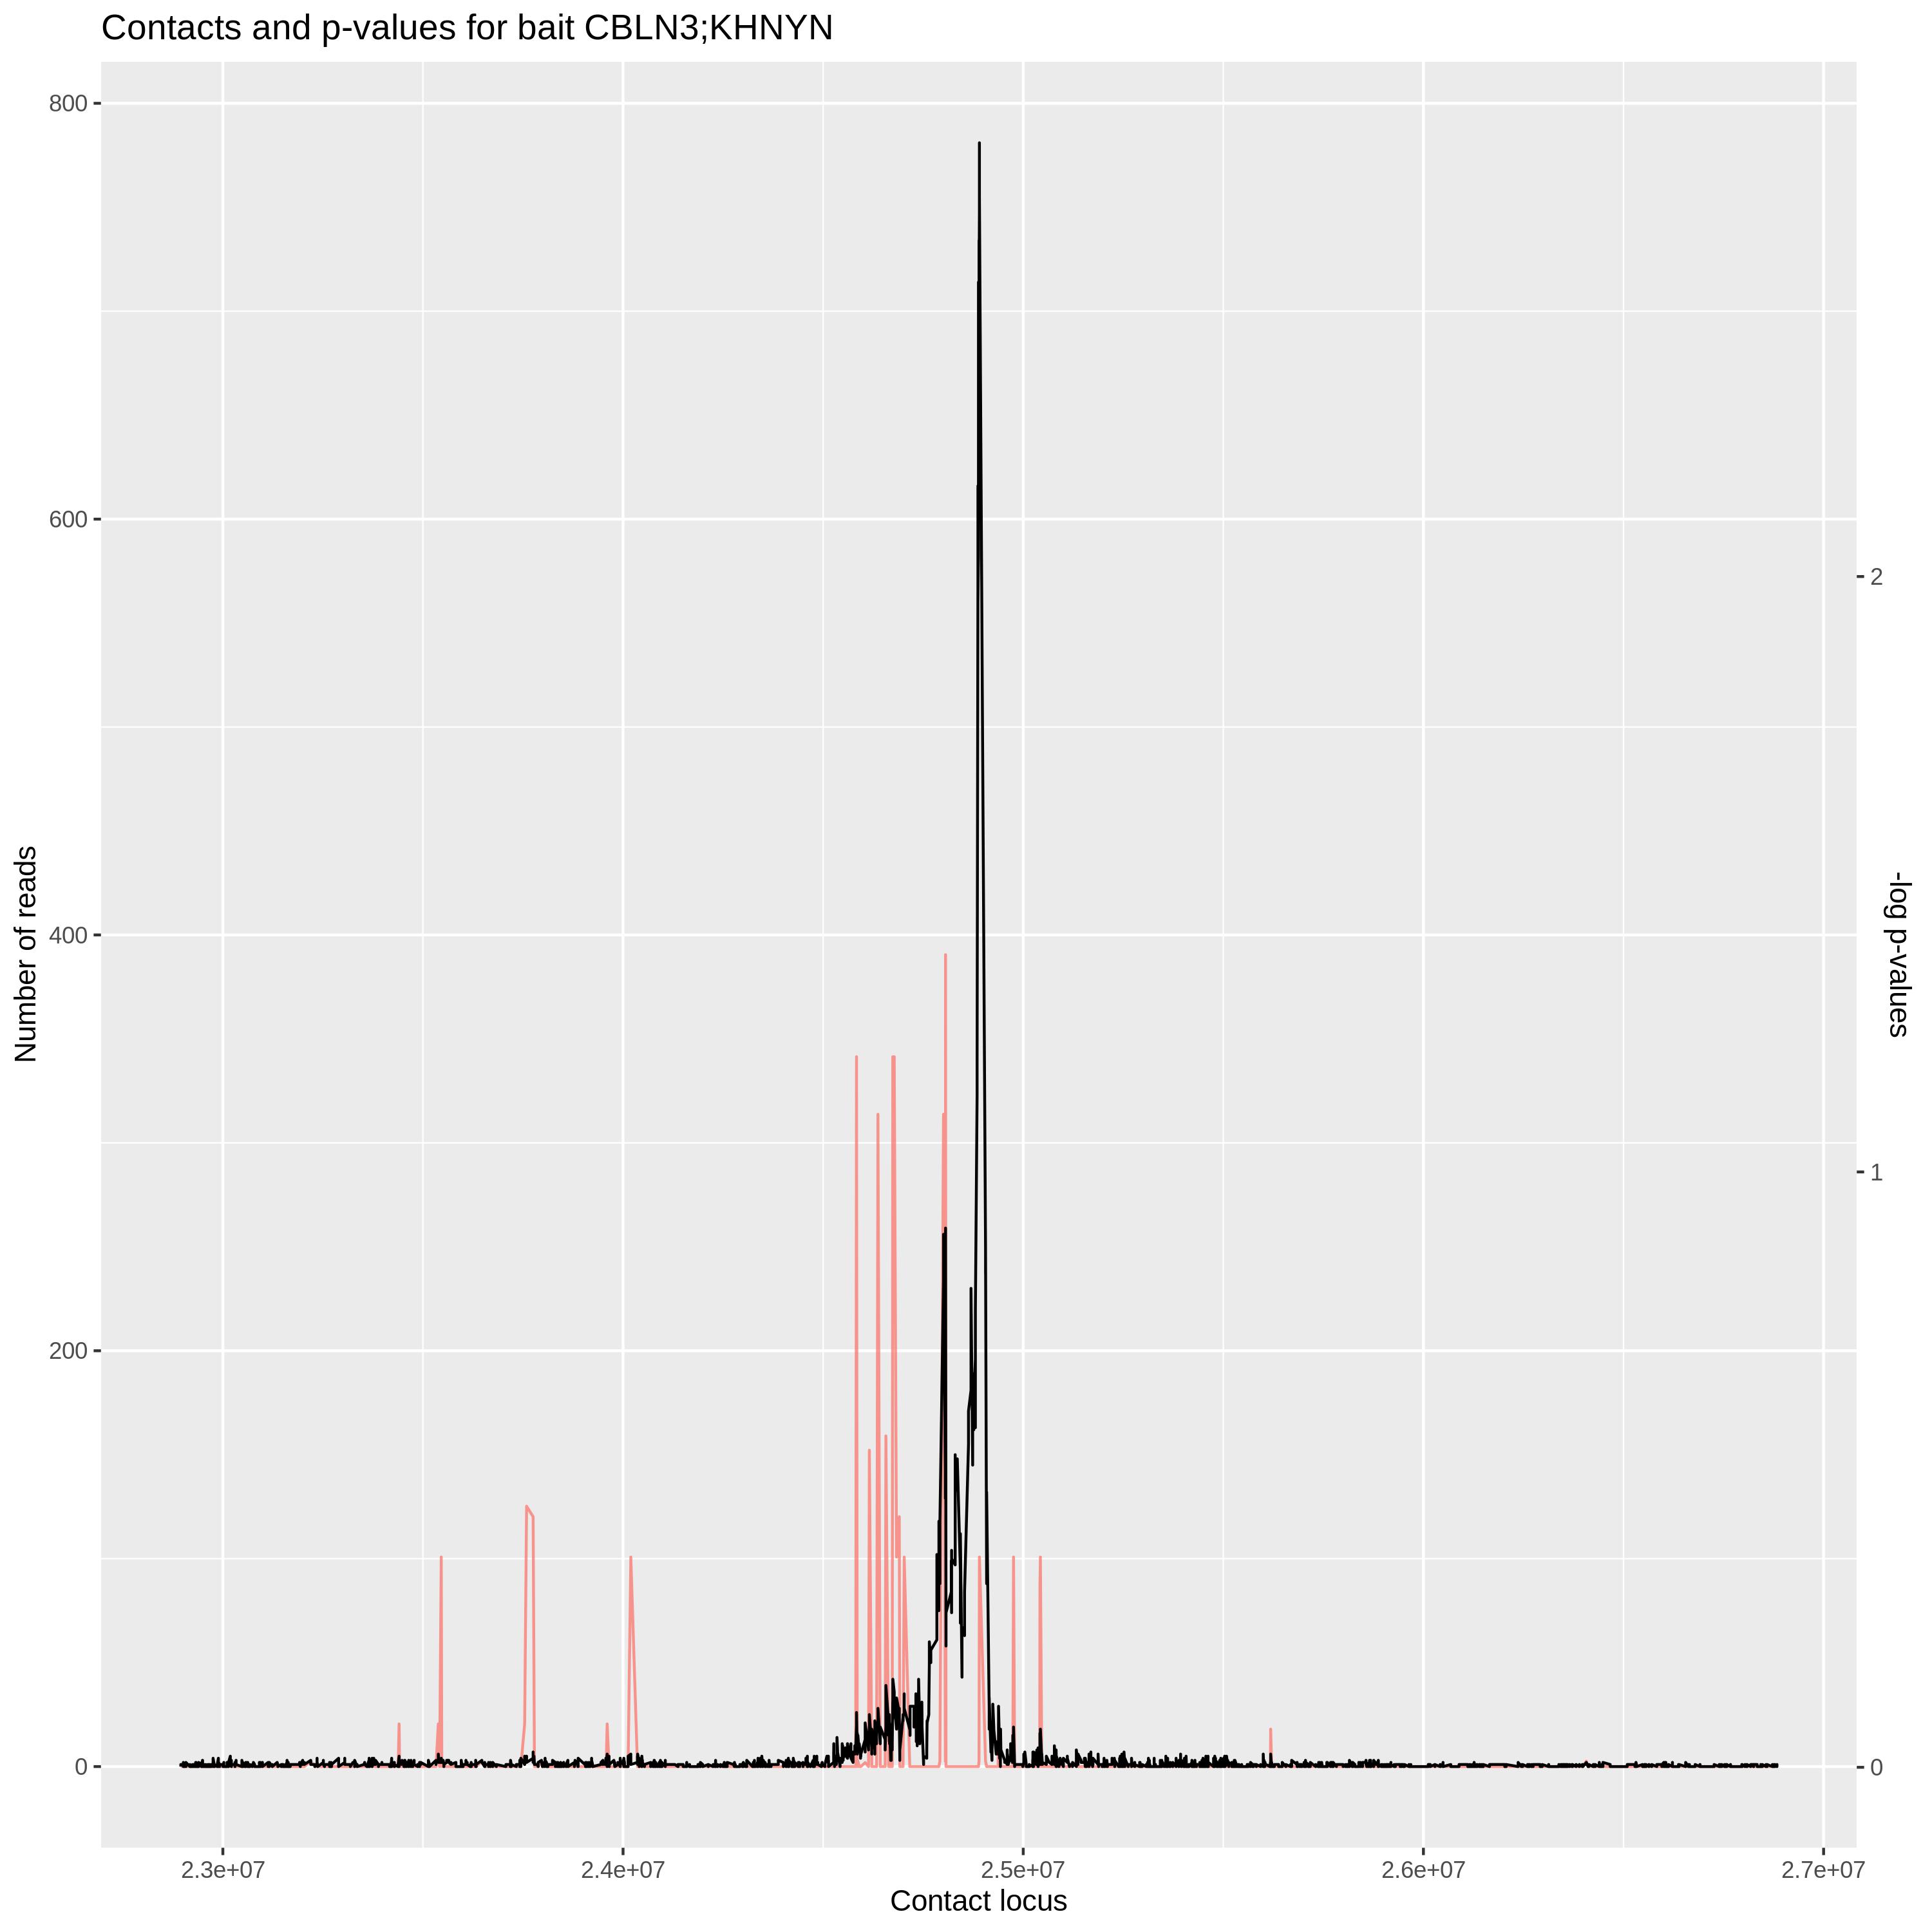 Contacts and p-values for bait CBLN3;KHNYN
800
600
400
200
0
Number of reads
2
1
0
-log p-values
2.3e+07
2.4e+07
2.5e+07
2.6e+07
2.7e+07
Contact locus